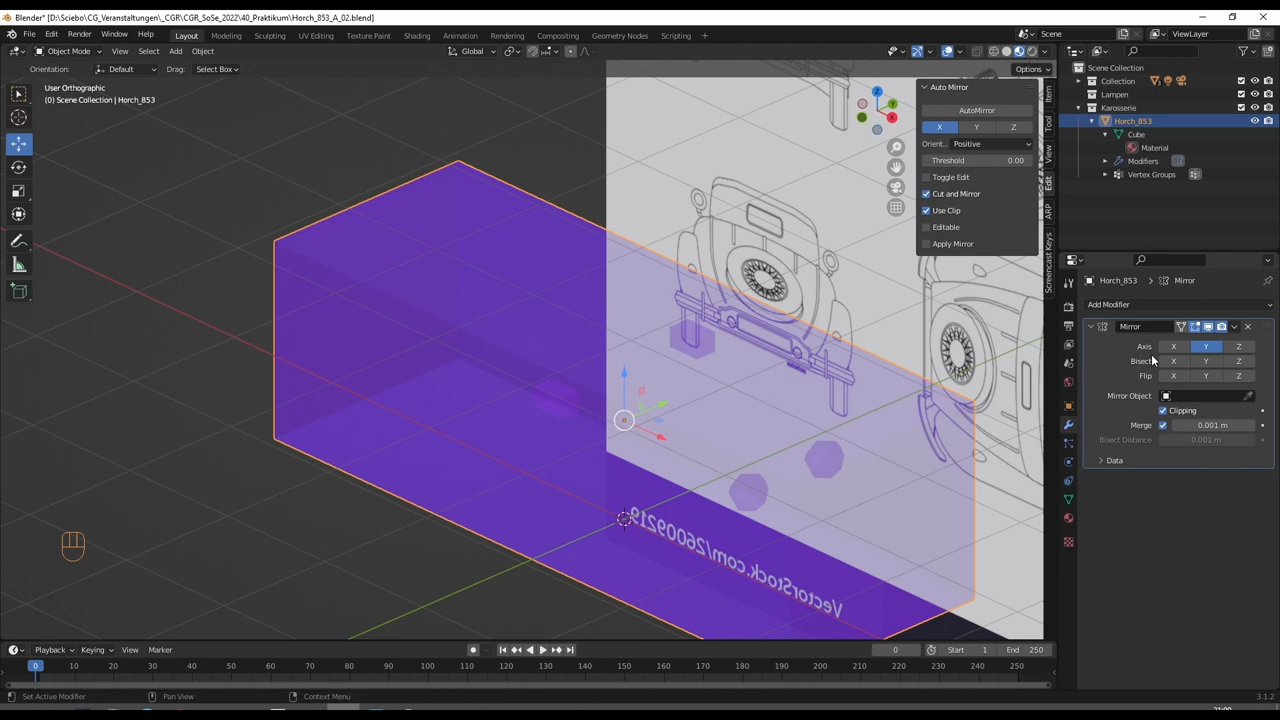 Blender* [D:\Sciebo\CG_Veranstaltungen\_CGR\CGR_SoSe_2022\40_Praktikum\Horch_853_A_02.blend]
File Edit Render Window Help Layout Modeling Sculpting UV Editing Texture Paint Shading Animation Rendering Compositing Geometry Nodes Scripting + Scene ViewLayer
Object Mode View Select Add Object Global
Orientation: Default Drag: Select Box Options
User Orthographic
(0) Scene Collection | Horch_853
Auto Mirror
AutoMirror
X Y Z
Orient... Positive
Threshold 0.00
Toggle Edit
Cut and Mirror
Use Clip
Editable
Apply Mirror
Item
Tool
View
Edit
ARP
Screencast Keys
Z
Y
X
VectorStock.com/26009219
Scene Collection
Collection
Lampen
Karosserie
Horch_853
Cube
Material
Modifiers
Vertex Groups
Horch_853 > Mirror
Add Modifier
Mirror
Axis X Y Z
Bisect X Y Z
Flip X Y Z
Mirror Object
Clipping
Merge 0.001 m
Bisect Distance 0.001 m
Data
Playback Keying View Marker 0 Start 1 End 250
0 10 20 30 40 50 60 70 80 90 100 110 120 130 140 150 160 170 180 190 200 210 220 230 240 250
Set Active Modifier Pan View Context Menu 3.1.2